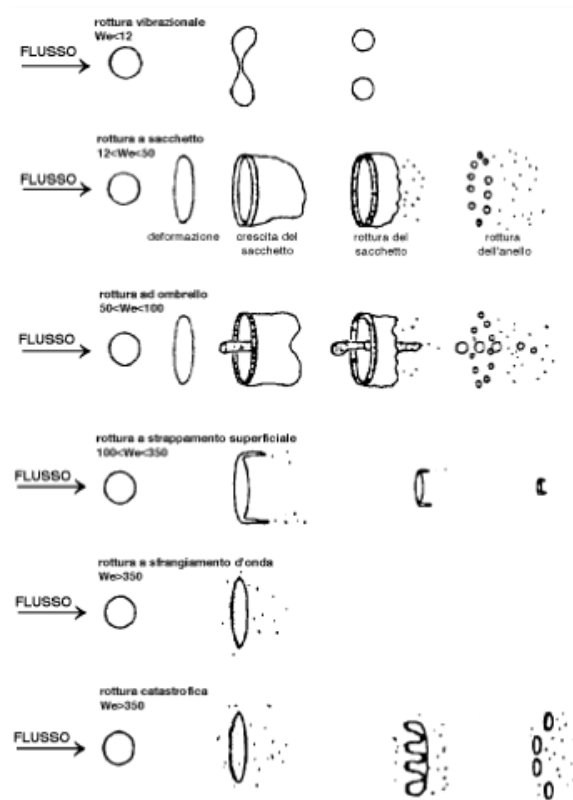 rottura vibrazionale
We<12
FLUSSO
rottura a sacchetto
12<We<50
FLUSSO
deformazione
crescita del
sacchetto
rottura del
sacchetto
rottura
dell'anello
rottura ad ombrello
50<We<100
FLUSSO
rottura a strappamento superficiale
100<We<350
FLUSSO
rottura a sfrangiamento d'onda
We>350
FLUSSO
rottura catastrofica
We>350
FLUSSO